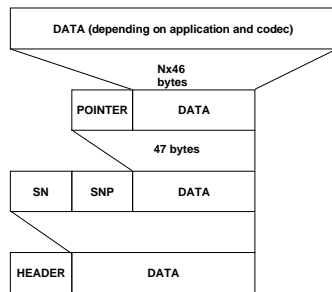 DATA (depending on application and codec)
Nx46
bytes
POINTER DATA
47 bytes
SN SNP DATA
HEADER DATA